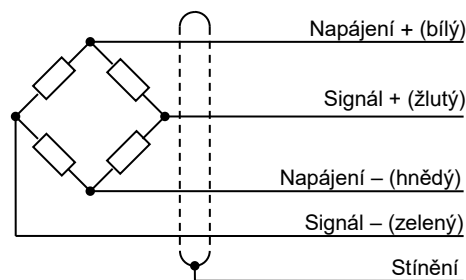 Napájení + (bílý)
Signál + (žlutý)
Napájení – (hnědý)
Signál – (zelený)
Stínění